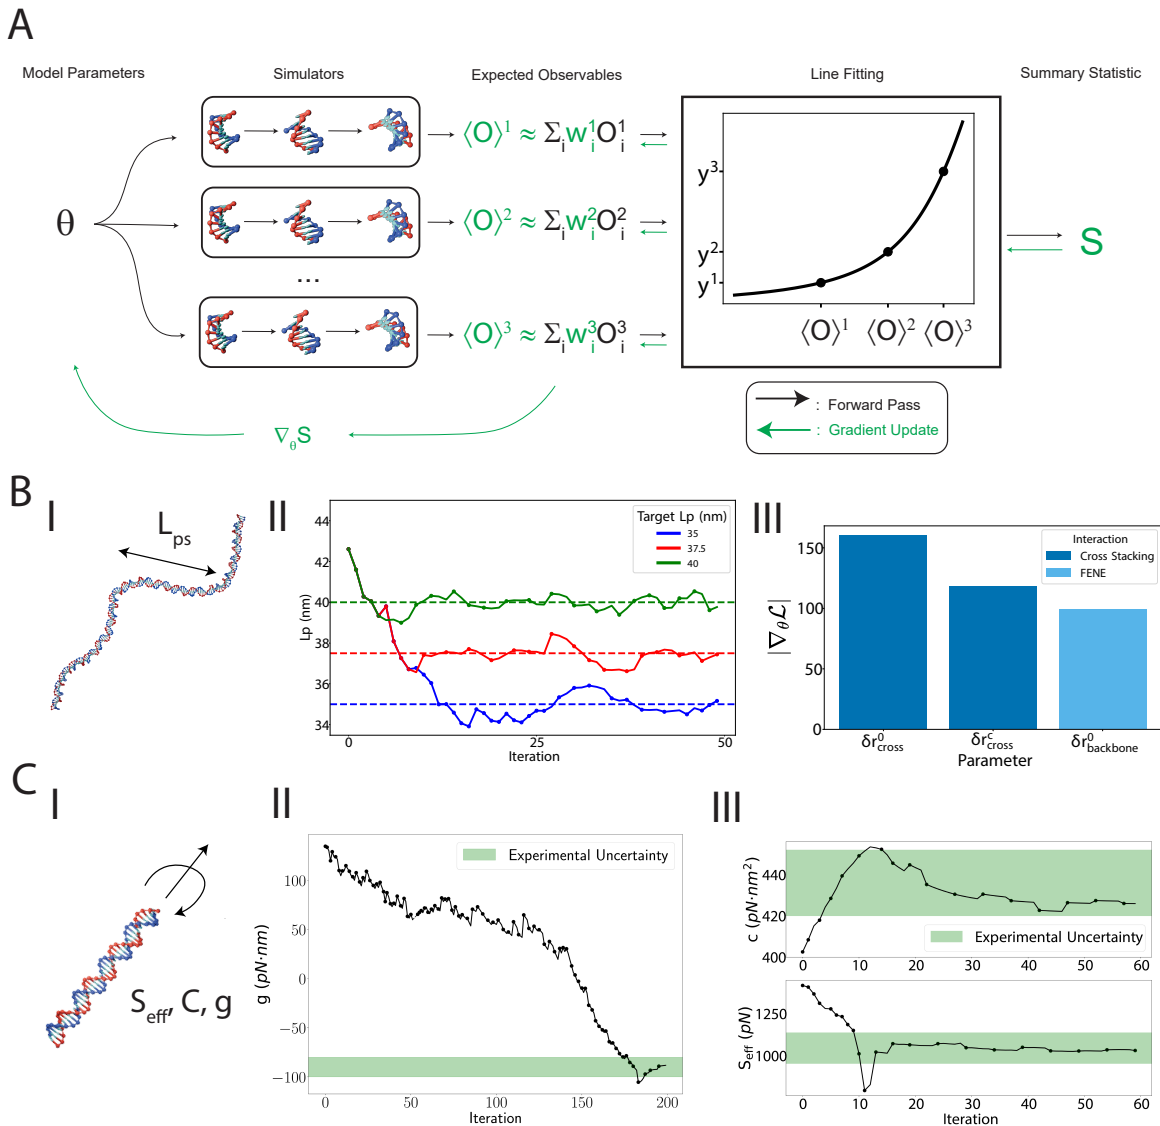 A
Model Parameters
Simulators
Expected Observables
Line Fitting
Summary Statistic
θ
...
⟨O⟩¹ ≈ Σᵢwᵢ¹Oᵢ¹
⟨O⟩² ≈ Σᵢwᵢ²Oᵢ²
⟨O⟩³ ≈ Σᵢwᵢ³Oᵢ³
y³
y²
y¹
⟨O⟩¹ ⟨O⟩² ⟨O⟩³
S
: Forward Pass
: Gradient Update
∇θS
B
I
Lps
II
44
42
40
38
36
34
Lp (nm)
Target Lp (nm)
35
37.5
40
0 25 50
Iteration
III
150
100
50
0
|∇θℒ|
Interaction
Cross Stacking
FENE
δr⁰cross δrᶜcross δr⁰backbone
Parameter
C
I
Seff, C, g
II
100
50
0
−50
−100
g (pN·nm)
Experimental Uncertainty
0 50 100 150 200
Iteration
III
440
420
400
c (pN·nm²)
Experimental Uncertainty
0 10 20 30 40 50 60
1250
1000
Seff (pN)
0 10 20 30 40 50 60
Iteration